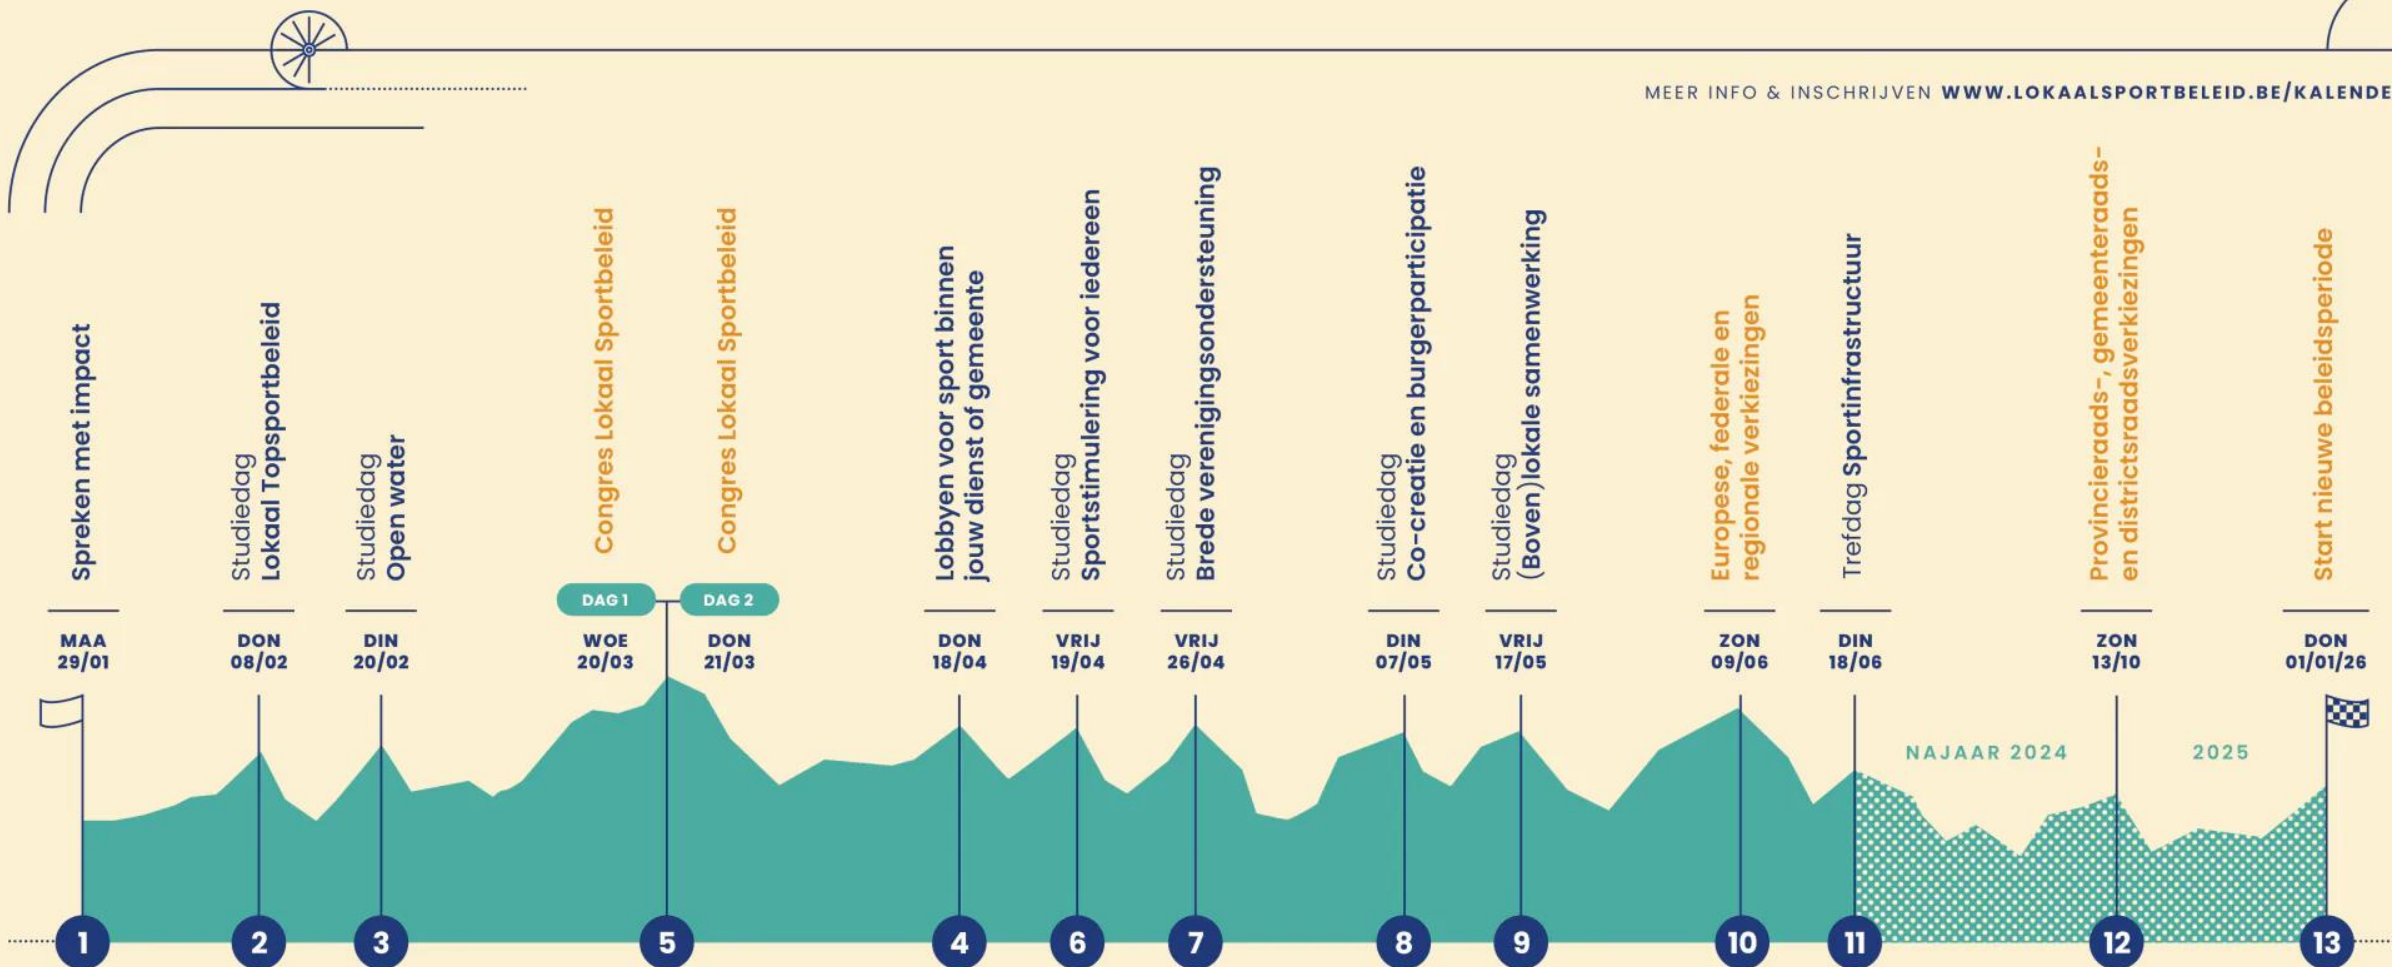 MEER INFO & INSCHRIJVEN WWW.LOKAALSPORTBELEID.BE/KALENDE
Spreken met impact
MAA
29/01
1
Studiedag
Lokaal Topsportbeleid
DON
08/02
2
Studiedag
Open water
DIN
20/02
3
Congres Lokaal Sportbeleid
DAG 1
WOE
20/03
Congres Lokaal Sportbeleid
DAG 2
DON
21/03
5
Lobbyen voor sport binnen
jouw dienst of gemeente
DON
18/04
4
Studiedag
Sportstimulering voor iedereen
VRIJ
19/04
6
Studiedag
Brede verenigingsondersteuning
VRIJ
26/04
7
Studiedag
Co-creatie en burgerparticipatie
DIN
07/05
8
Studiedag
(Boven)lokale samenwerking
VRIJ
17/05
9
Europese, federale en
regionale verkiezingen
ZON
09/06
10
Trefdag Sportinfrastructuur
DIN
18/06
11
NAJAAR 2024
Provincieraads-, gemeenteraads-
en districtsraadsverkiezingen
ZON
13/10
12
2025
Start nieuwe beleidsperiode
DON
01/01/26
13